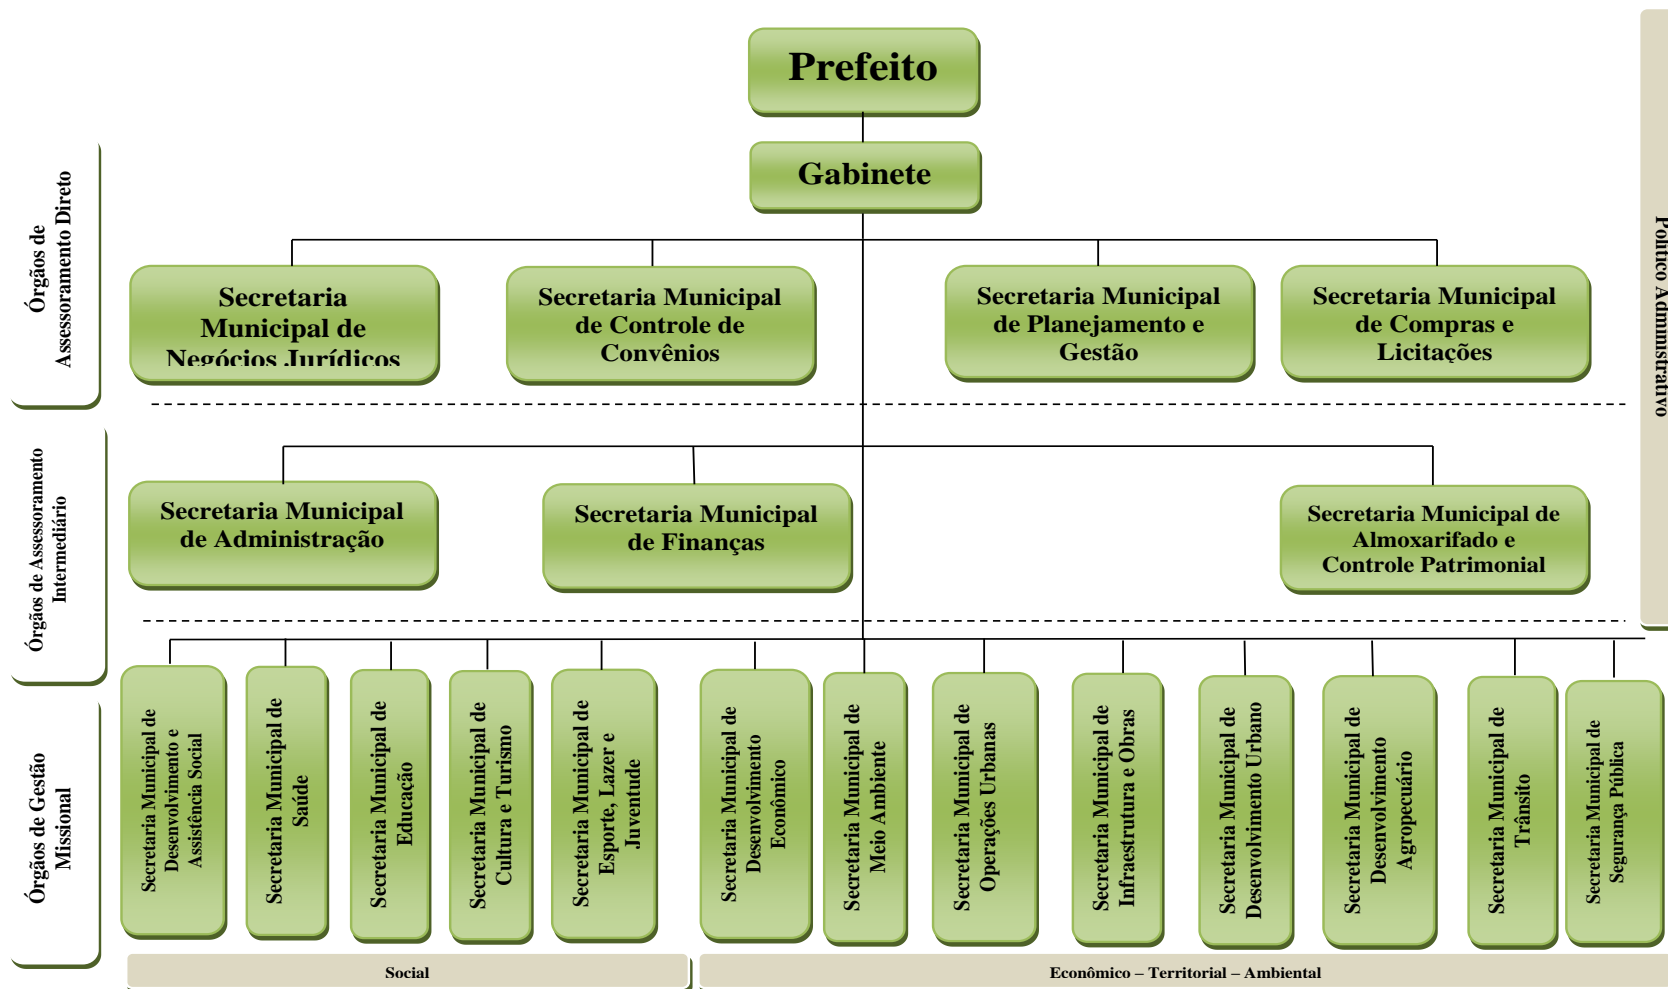 Prefeito
Gabinete
Órgãos de
Assessoramento Direto
Secretaria
Municipal de
Negócios Jurídicos
Secretaria Municipal
de Controle de
Convênios
Secretaria Municipal
de Planejamento e
Gestão
Secretaria Municipal
de Compras e
Licitações
Político Administrativo
Órgãos de Assessoramento
Intermediário
Secretaria Municipal
de Administração
Secretaria Municipal
de Finanças
Secretaria Municipal de
Almoxarifado e
Controle Patrimonial
Órgãos de Gestão
Missional
Secretaria Municipal de
Desenvolvimento e
Assistência Social
Secretaria Municipal de
Saúde
Secretaria Municipal de
Educação
Secretaria Municipal de
Cultura e Turismo
Secretaria Municipal de
Esporte, Lazer e
Juventude
Secretaria Municipal de
Desenvolvimento
Econômico
Secretaria Municipal de
Meio Ambiente
Secretaria Municipal de
Operações Urbanas
Secretaria Municipal de
Infraestrutura e Obras
Secretaria Municipal de
Desenvolvimento Urbano
Secretaria Municipal de
Desenvolvimento
Agropecuário
Secretaria Municipal de
Trânsito
Secretaria Municipal de
Segurança Pública
Social
Econômico – Territorial – Ambiental